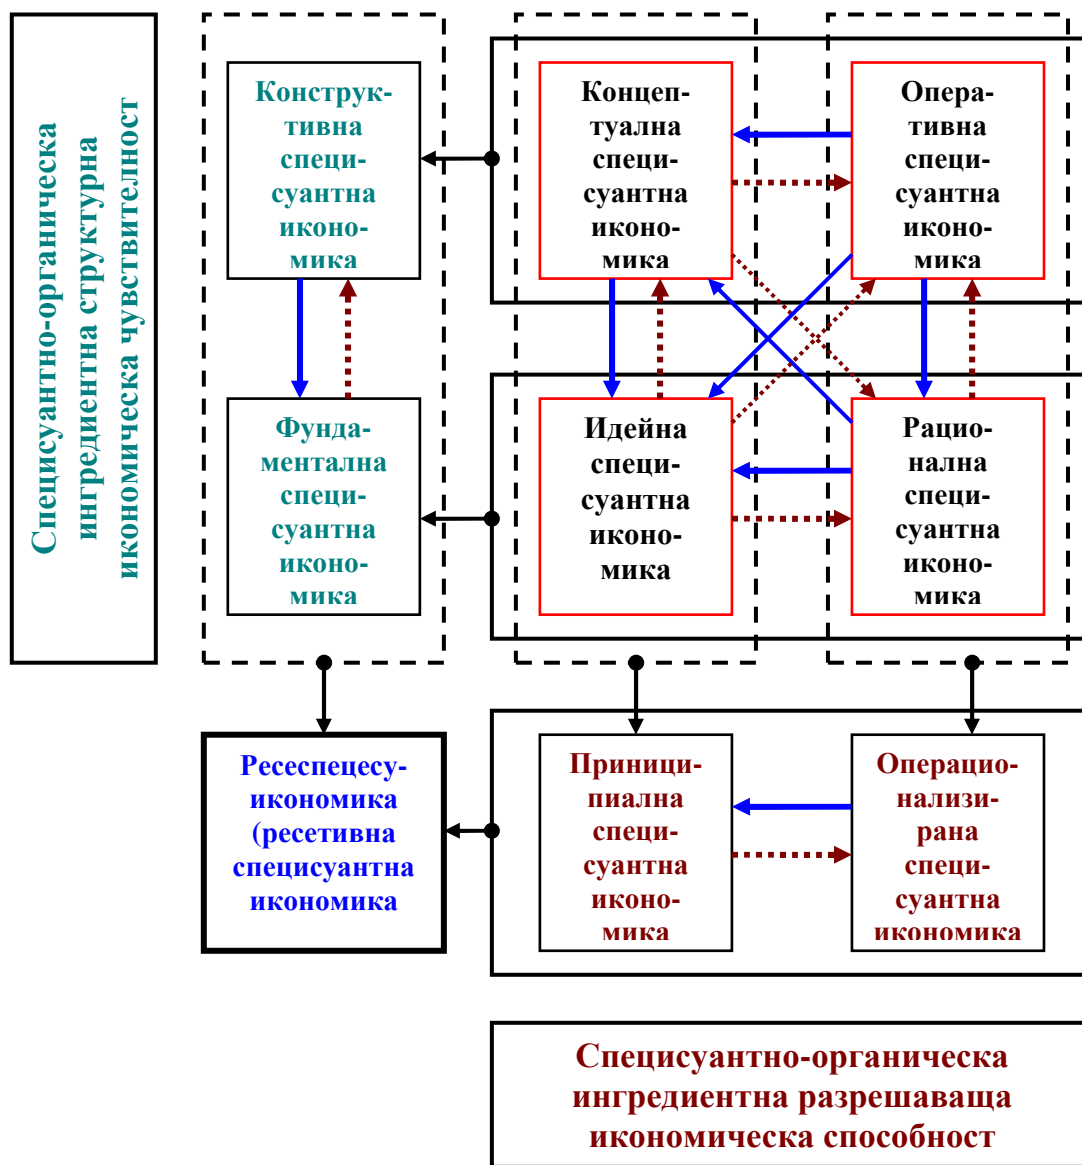 Специсуантно-органическа
ингредиентна структурна
икономическа чувствителност
Конструк-
тивна
специ-
суантна
иконо-
мика
Концеп-
туална
специ-
суантна
иконо-
мика
Опера-
тивна
специ-
суантна
иконо-
мика
Фунда-
ментална
специ-
суантна
иконо-
мика
Идейна
специ-
суантна
иконо-
мика
Рацио-
нална
специ-
суантна
иконо-
мика
Ресеспецесу-
икономика
(ресетивна
специсуантна
икономика
Приници-
пиална
специ-
суантна
иконо-
мика
Операцио-
нализи-
рана
специ-
суантна
икономика
Специсуантно-органическа
ингредиентна разрешаваща
икономическа способност